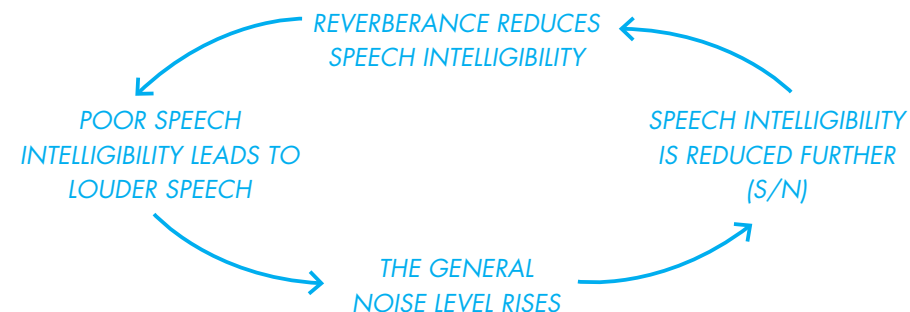 REVERBERANCE REDUCES
SPEECH INTELLIGIBILITY
POOR SPEECH
INTELLIGIBILITY LEADS TO
LOUDER SPEECH
THE GENERAL
NOISE LEVEL RISES
SPEECH INTELLIGIBILITY
IS REDUCED FURTHER
(S/N)